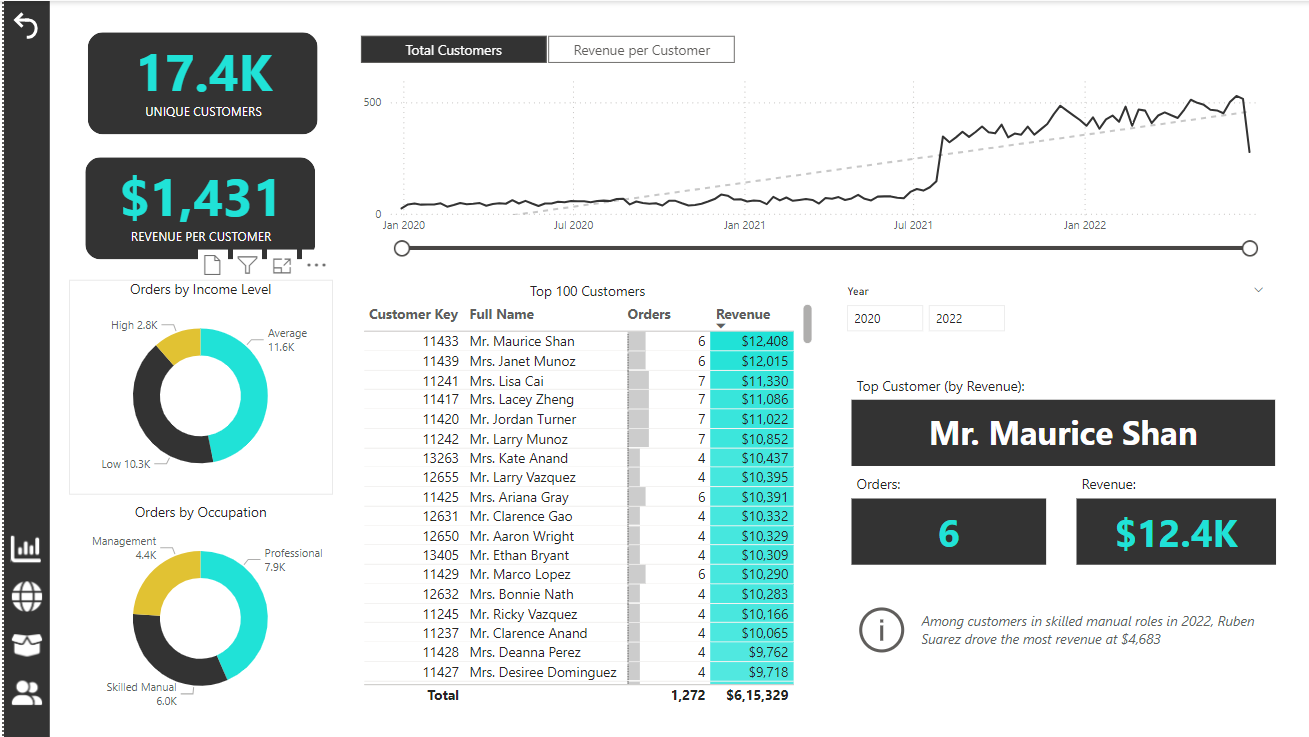 17.4K
UNIQUE CUSTOMERS
$1,431
REVENUE PER CUSTOMER
Total Customers
Revenue per Customer
500
0
Jan 2020
Jul 2020
Jan 2021
Jul 2021
Jan 2022
Orders by Income Level
High 2.8K
Average
11.6K
Low 10.3K
Orders by Occupation
Management
4.4K
Professional
7.9K
Skilled Manual
6.0K
Top 100 Customers
Customer Key Full Name Orders Revenue
11433 Mr. Maurice Shan 6 $12,408
11439 Mrs. Janet Munoz 6 $12,015
11241 Mrs. Lisa Cai 7 $11,330
11417 Mrs. Lacey Zheng 7 $11,086
11420 Mr. Jordan Turner 7 $11,022
11242 Mr. Larry Munoz 7 $10,852
13263 Mrs. Kate Anand 4 $10,437
12655 Mr. Larry Vazquez 4 $10,395
11425 Mrs. Ariana Gray 6 $10,391
12631 Mr. Clarence Gao 4 $10,332
12650 Mr. Aaron Wright 4 $10,329
13405 Mr. Ethan Bryant 4 $10,309
11429 Mr. Marco Lopez 6 $10,290
12632 Mrs. Bonnie Nath 4 $10,283
11245 Mr. Ricky Vazquez 4 $10,166
11237 Mr. Clarence Anand 4 $10,065
11428 Mrs. Deanna Perez 4 $9,762
11427 Mrs. Desiree Dominguez 4 $9,718
Total 1,272 $6,15,329
Year
2020
2022
Top Customer (by Revenue):
Mr. Maurice Shan
Orders:
6
Revenue:
$12.4K
Among customers in skilled manual roles in 2022, Ruben
Suarez drove the most revenue at $4,683